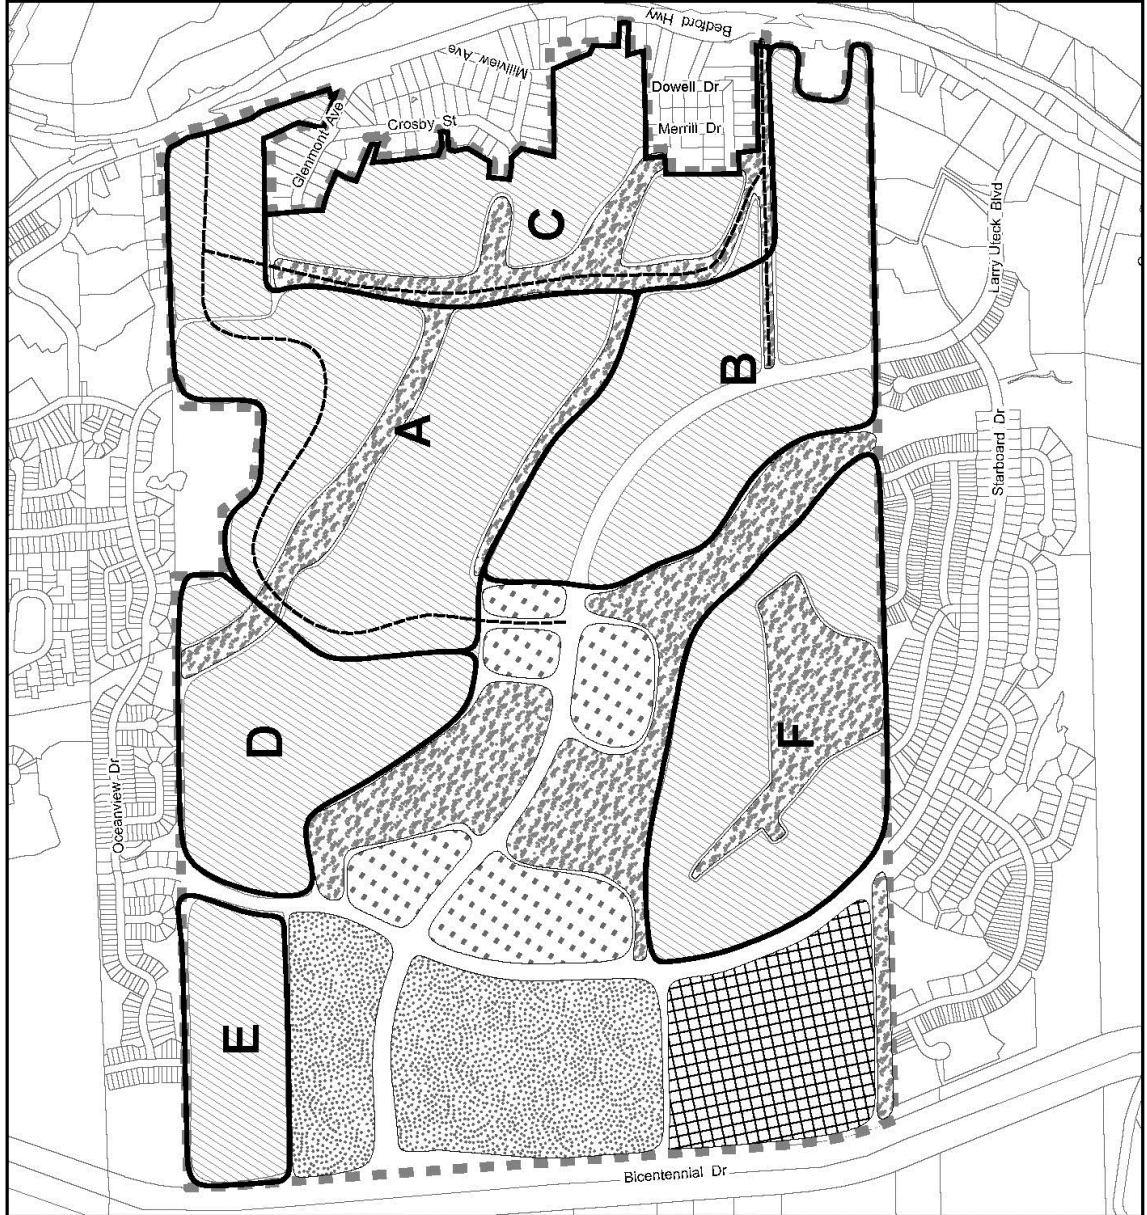 Bedford Hwy
Millview Ave
Dowell Dr
Crosby St
Merrill Dr
Glenmont Ave
Larry Uteck Blvd
C
B
A
Starboard Dr
D
F
Oceanview Dr
E
Bicentennial Dr